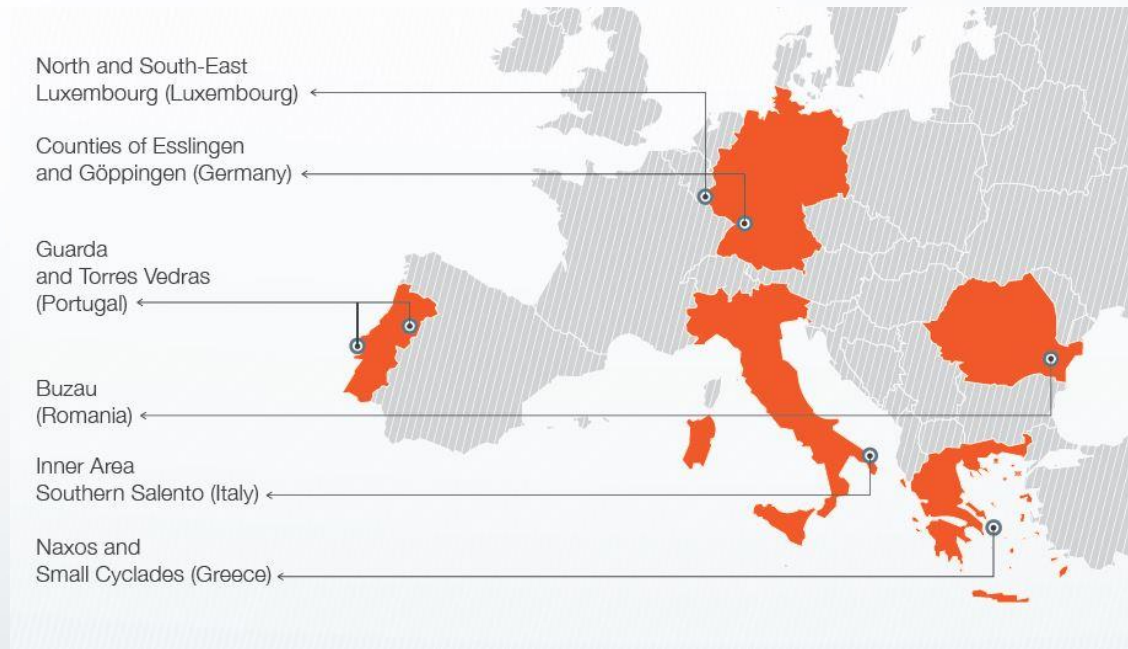 North and South-East
Luxembourg (Luxembourg)
Counties of Esslingen
and Göppingen (Germany)
Guarda
and Torres Vedras
(Portugal)
Buzau
(Romania)
Inner Area
Southern Salento (Italy)
Naxos and
Small Cyclades (Greece)